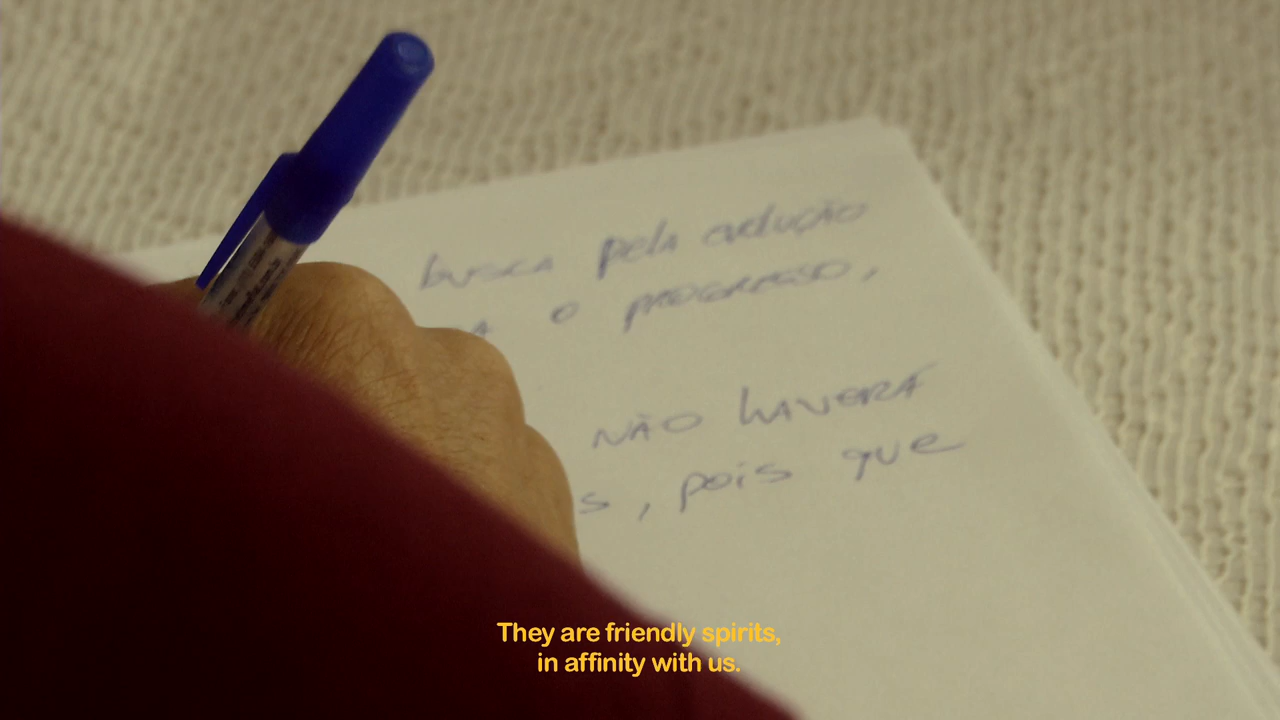 busca pela evolução
a o progresso,
não haverá
s, pois que
They are friendly spirits,
in affinity with us.